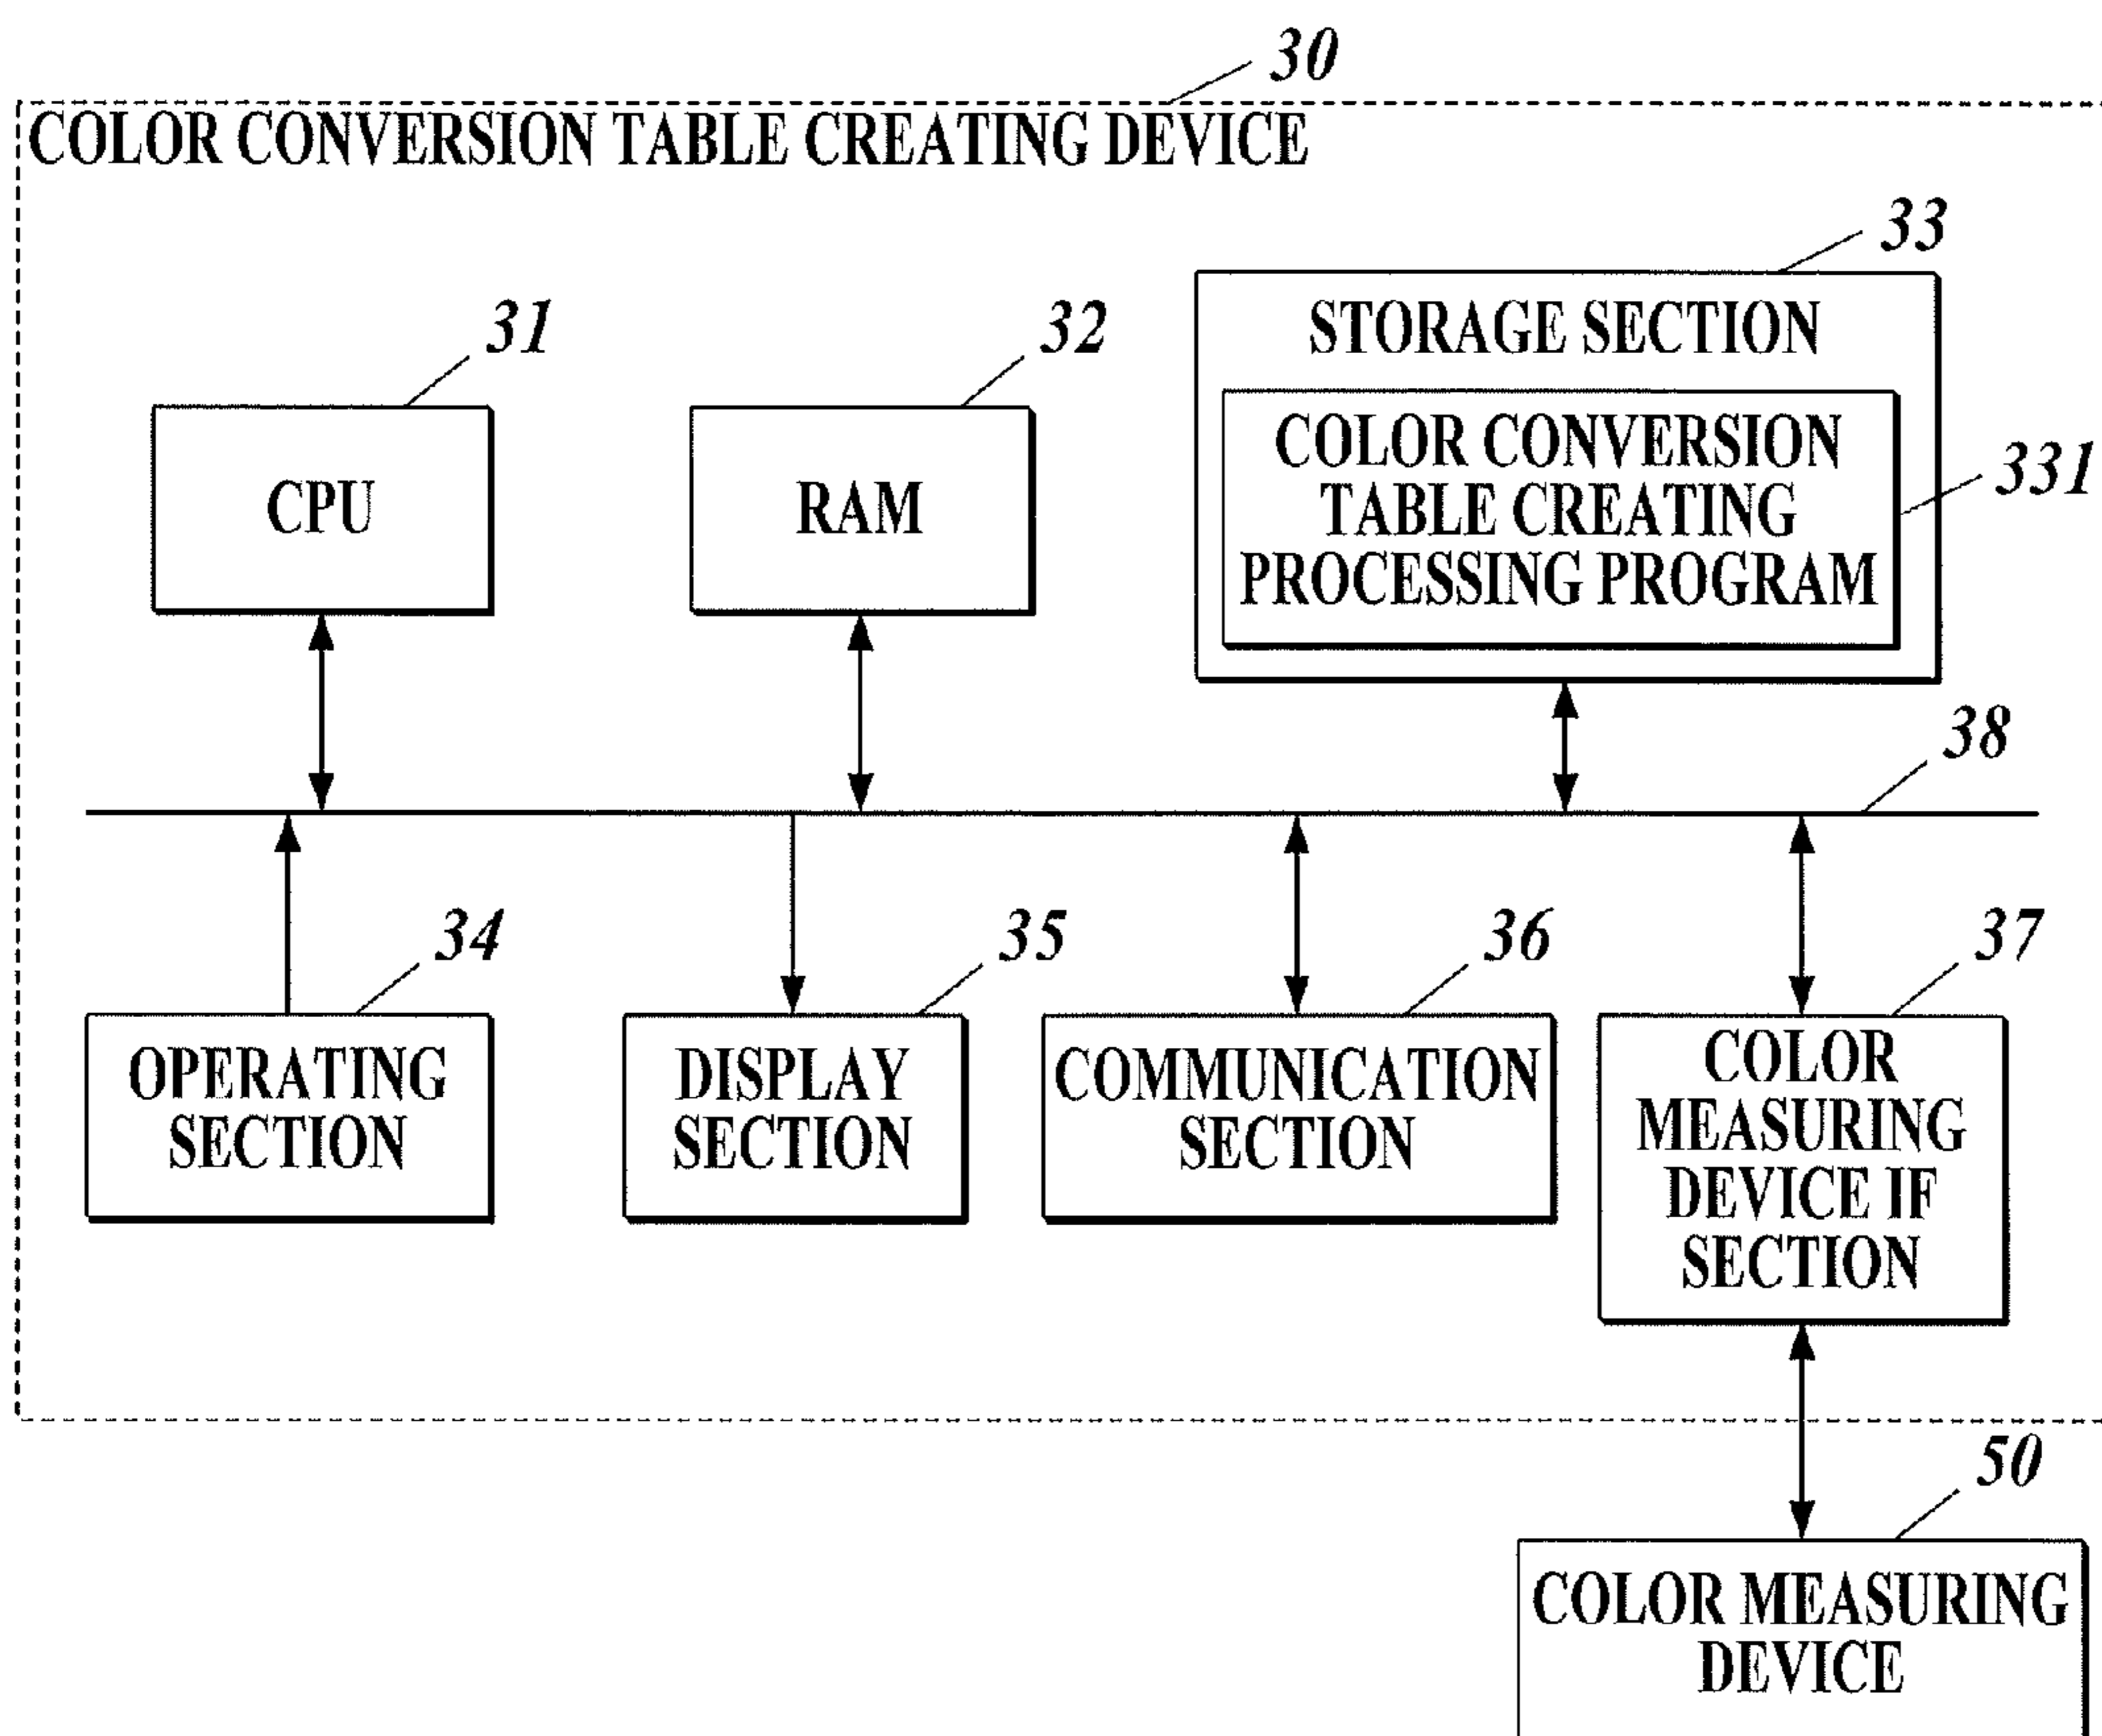 30
COLOR CONVERSION TABLE CREATING DEVICE
33
31
32
STORAGE SECTION
COLOR CONVERSION
TABLE CREATING
PROCESSING PROGRAM
331
CPU
RAM
38
34
35
36
37
OPERATING
SECTION
DISPLAY
SECTION
COMMUNICATION
SECTION
COLOR
MEASURING
DEVICE IF
SECTION
50
COLOR MEASURING
DEVICE